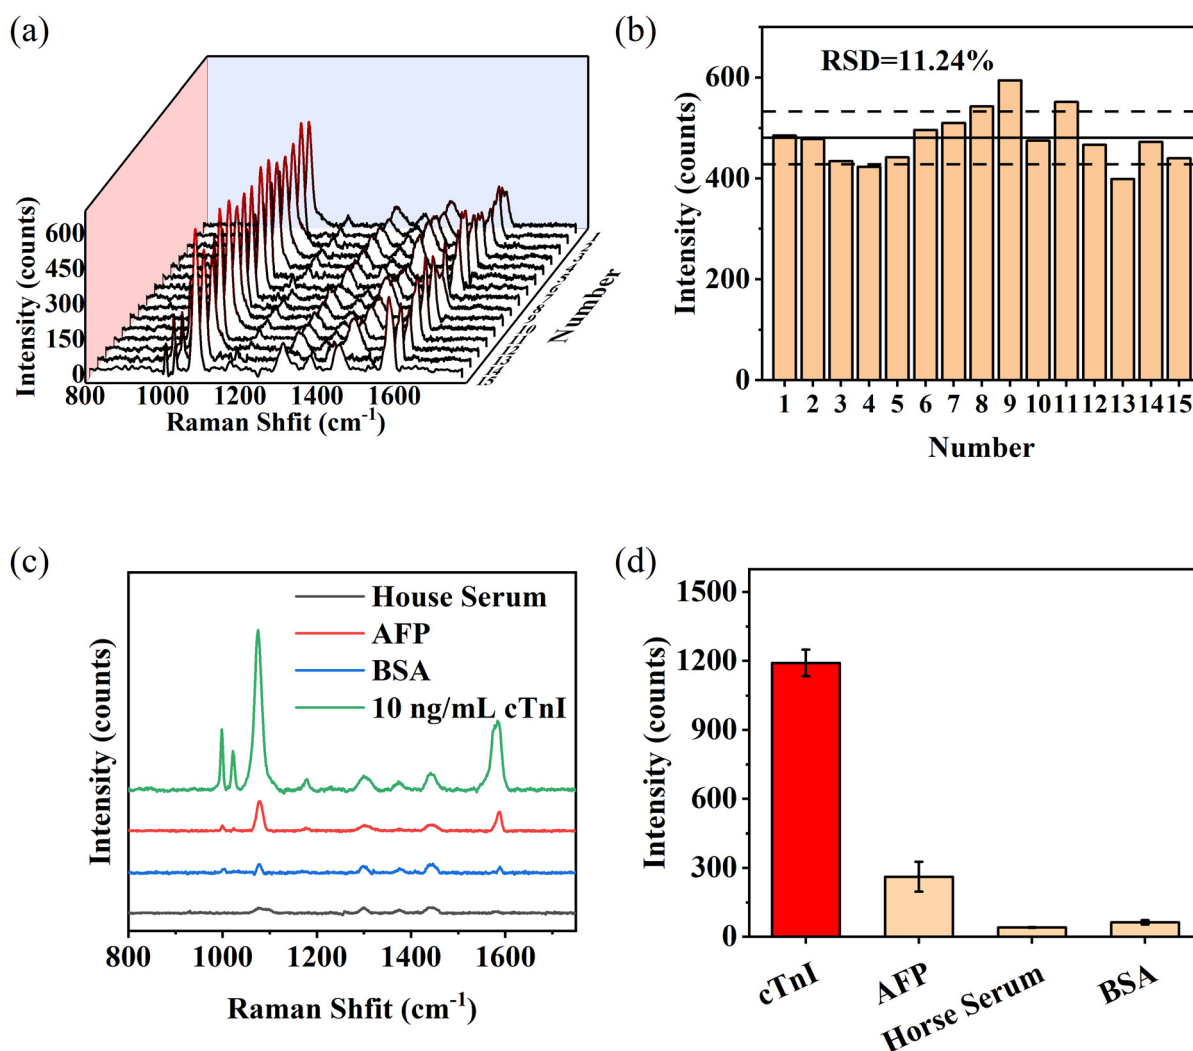 (a)
Intensity (counts)
600
450
300
150
0
800 1000 1200 1400 1600
Raman Shfit (cm-1)
Number
(b)
RSD=11.24%
Intensity (counts)
600
400
200
0
1 2 3 4 5 6 7 8 9 10 11 12 13 14 15
Number
(c)
House Serum
AFP
BSA
10 ng/mL cTnI
Intensity (counts)
800 1000 1200 1400 1600
Raman Shfit (cm-1)
(d)
Intensity (counts)
1500
1200
900
600
300
0
cTnI AFP Horse Serum BSA